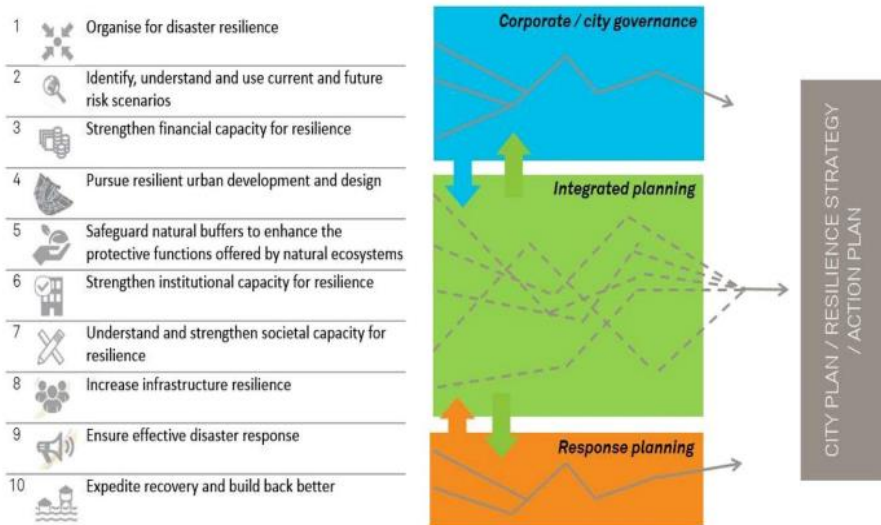 1 Organise for disaster resilience
2 Identify, understand and use current and future
risk scenarios
3 Strengthen financial capacity for resilience
4 Pursue resilient urban development and design
5 Safeguard natural buffers to enhance the
protective functions offered by natural ecosystems
6 Strengthen institutional capacity for resilience
7 Understand and strengthen societal capacity for
resilience
8 Increase infrastructure resilience
9 Ensure effective disaster response
10 Expedite recovery and build back better
Corporate / city governance
Integrated planning
Response planning
CITY PLAN / RESILIENCE STRATEGY
/ ACTION PLAN